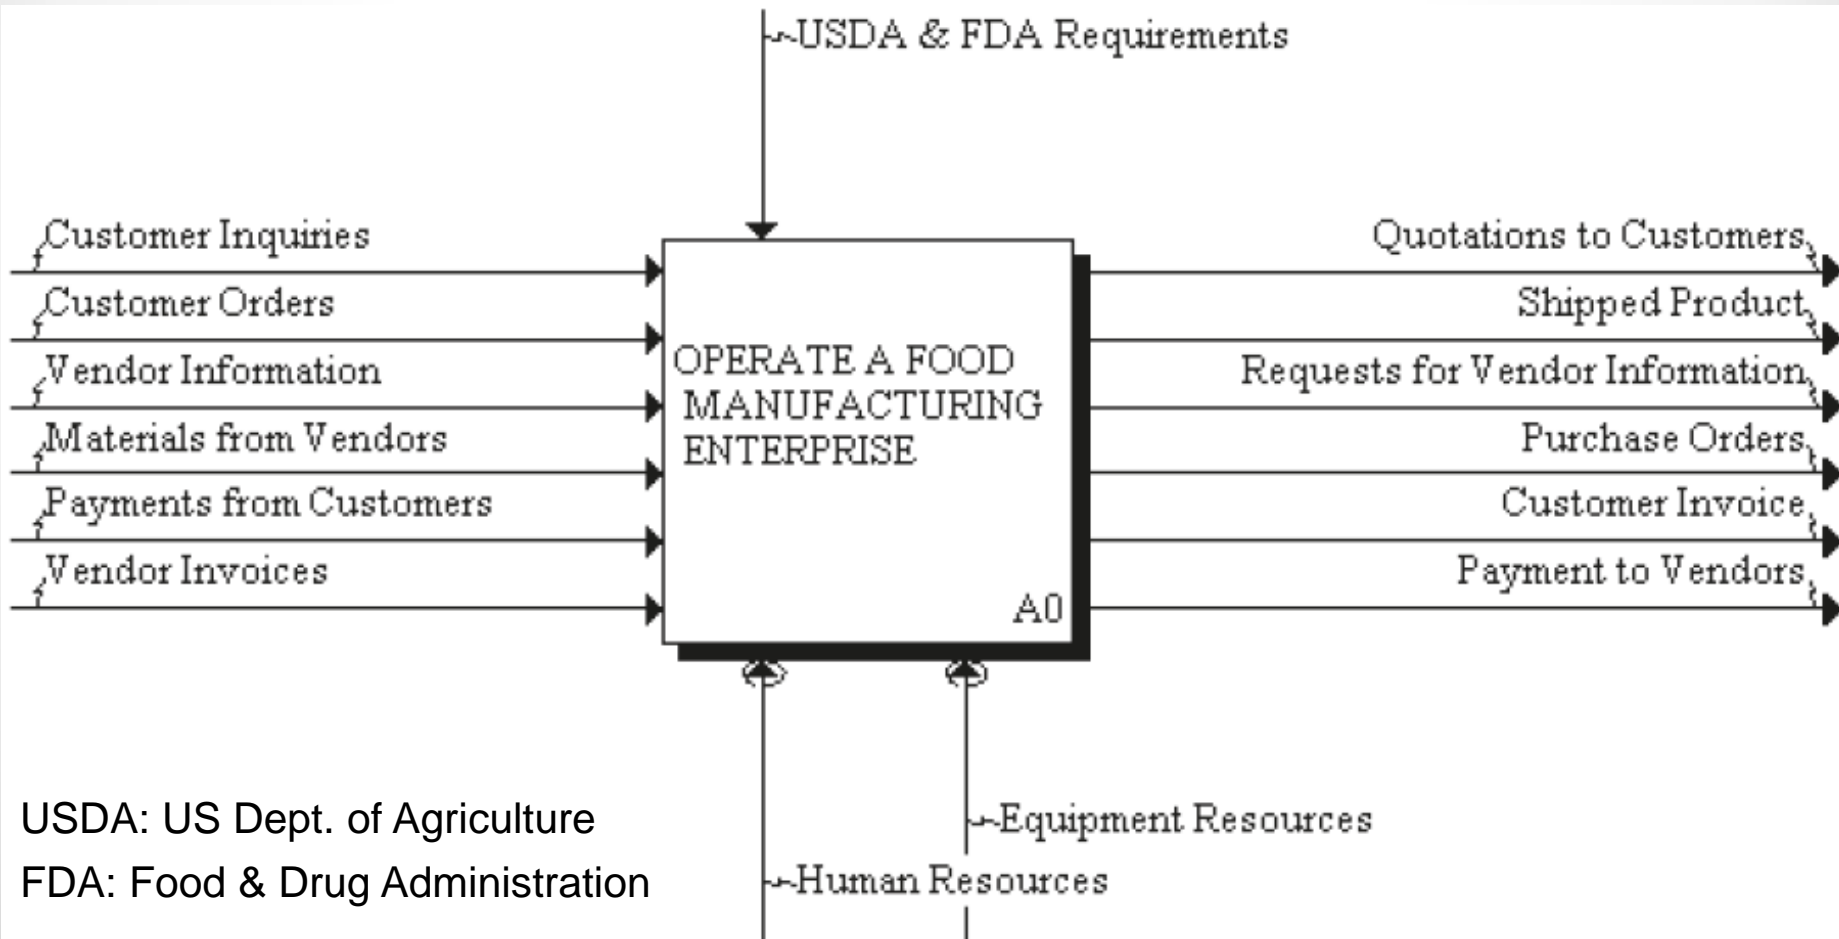 USDA & FDA Requirements
Customer Inquiries
Customer Orders
Vendor Information
Materials from Vendors
Payments from Customers
Vendor Invoices
OPERATE A FOOD
MANUFACTURING
ENTERPRISE
A0
Quotations to Customers
Shipped Product
Requests for Vendor Information
Purchase Orders
Customer Invoice
Payment to Vendors
Equipment Resources
Human Resources
USDA: US Dept. of Agriculture
FDA: Food & Drug Administration